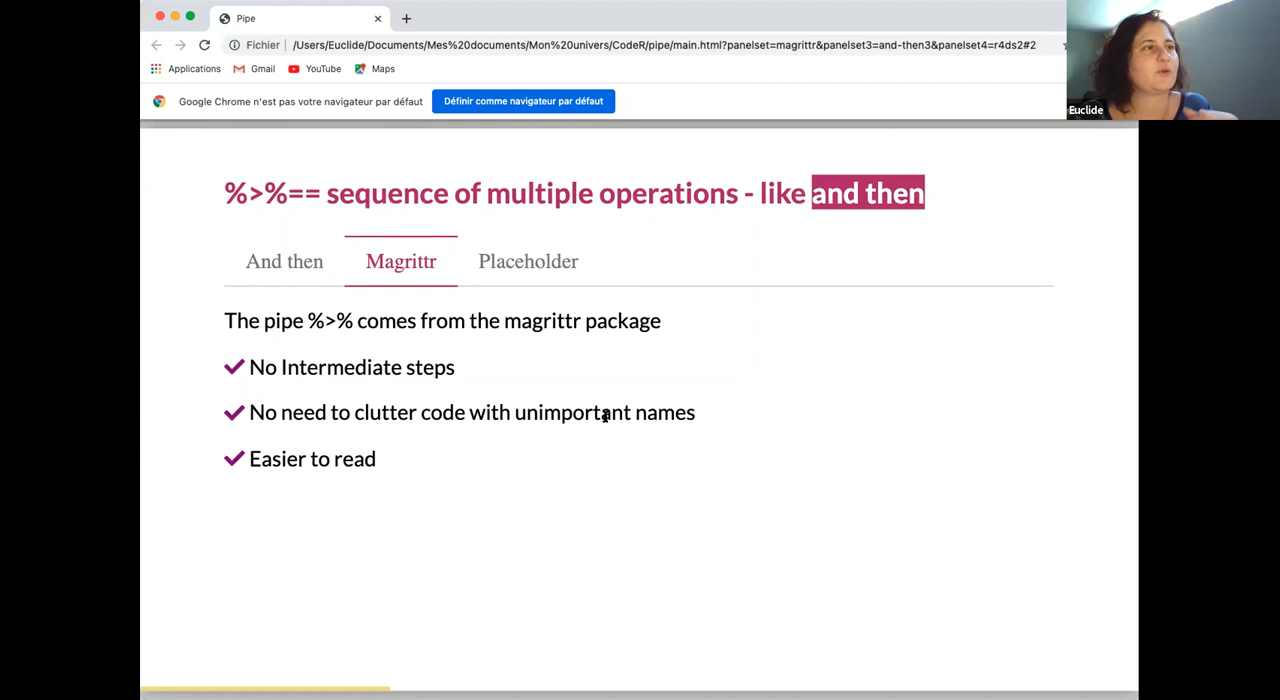 Pipe
Fichier /Users/Euclide/Documents/Mes%20documents/Mon%20univers/CodeR/pipe/main.html?panelset=magrittr&panelset3=and-then3&panelset4=r4ds2#2
Applications Gmail YouTube Maps
Euclide
Google Chrome n'est pas votre navigateur par défaut Définir comme navigateur par défaut
%>%== sequence of multiple operations - like and then
And then Magrittr Placeholder
The pipe %>% comes from the magrittr package
No Intermediate steps
No need to clutter code with unimportant names
Easier to read